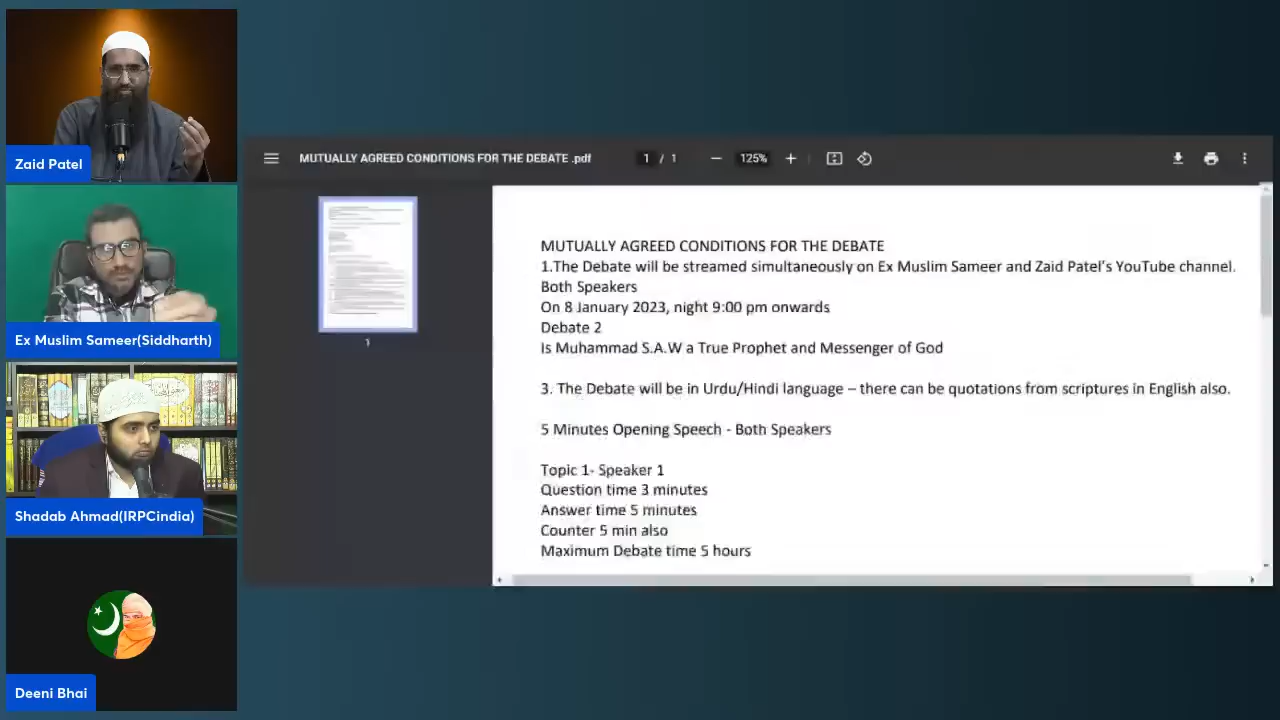 Zaid Patel
Ex Muslim Sameer(Siddharth)
Shadab Ahmad(IRPCindia)
Deeni Bhai
MUTUALLY AGREED CONDITIONS FOR THE DEBATE .pdf
1 / 1
125%
1
MUTUALLY AGREED CONDITIONS FOR THE DEBATE
1.The Debate will be streamed simultaneously on Ex Muslim Sameer and Zaid Patel's YouTube channel.
Both Speakers
On 8 January 2023, night 9:00 pm onwards
Debate 2
Is Muhammad S.A.W a True Prophet and Messenger of God
3. The Debate will be in Urdu/Hindi language – there can be quotations from scriptures in English also.
5 Minutes Opening Speech - Both Speakers
Topic 1- Speaker 1
Question time 3 minutes
Answer time 5 minutes
Counter 5 min also
Maximum Debate time 5 hours